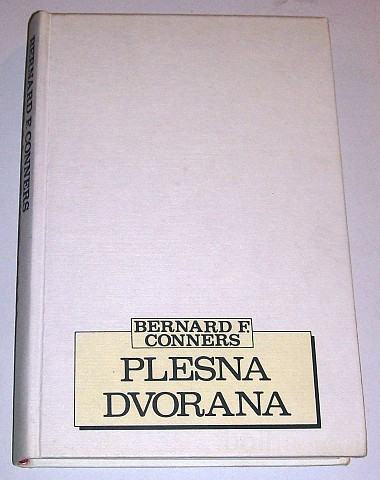 BERNARD F. CONNERS
BERNARD F.
CONNERS
PLESNA
DVORANA